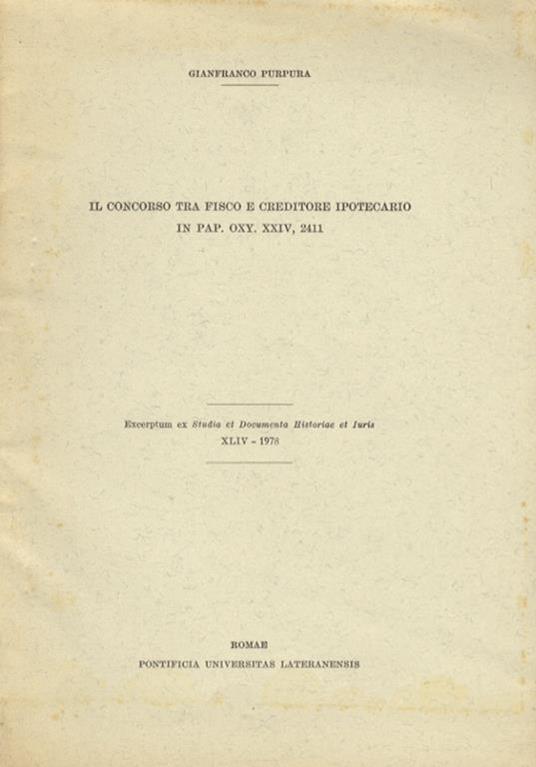 GIANFRANCO PURPURA
IL CONCORSO TRA FISCO E CREDITORE IPOTECARIO
IN PAP. OXY. XXIV, 2411
Excerptum ex Studia et Documenta Historiae et Iuris
XLIV - 1978
ROMAE
PONTIFICIA UNIVERSITAS LATERANENSIS